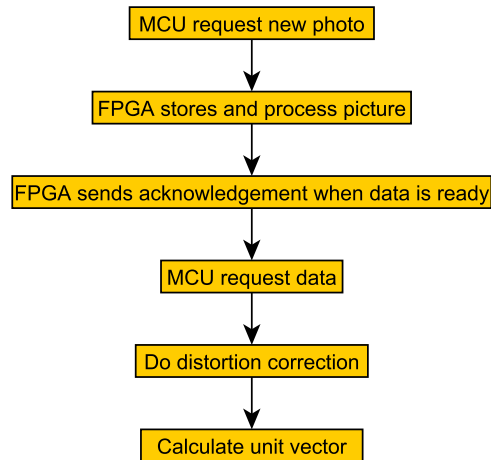 MCU request new photo
FPGA stores and process picture
FPGA sends acknowledgement when data is ready
MCU request data
Do distortion correction
Calculate unit vector